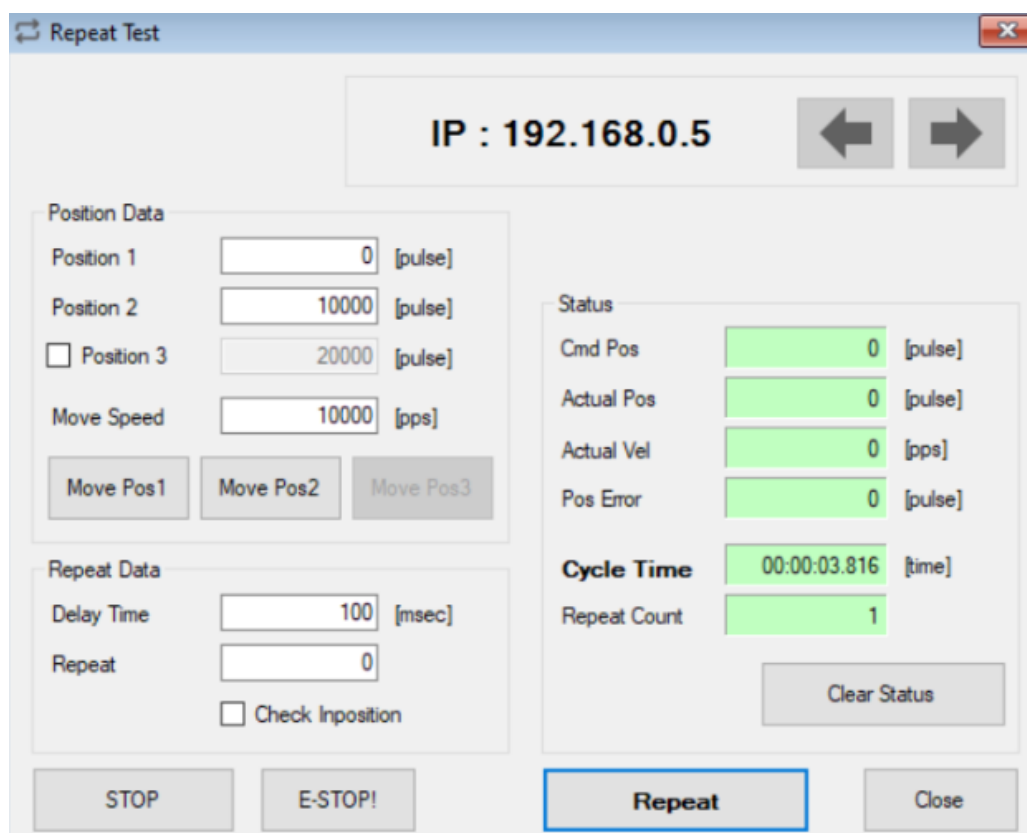 Repeat Test
IP : 192.168.0.5
Position Data
Position 1 0 [pulse]
Position 2 10000 [pulse]
Position 3 20000 [pulse]
Move Speed 10000 [pps]
Move Pos1 Move Pos2 Move Pos3
Repeat Data
Delay Time 100 [msec]
Repeat 0
Check Inposition
Status
Cmd Pos 0 [pulse]
Actual Pos 0 [pulse]
Actual Vel 0 [pps]
Pos Error 0 [pulse]
Cycle Time 00:00:03.816 [time]
Repeat Count 1
Clear Status
STOP E-STOP! Repeat Close